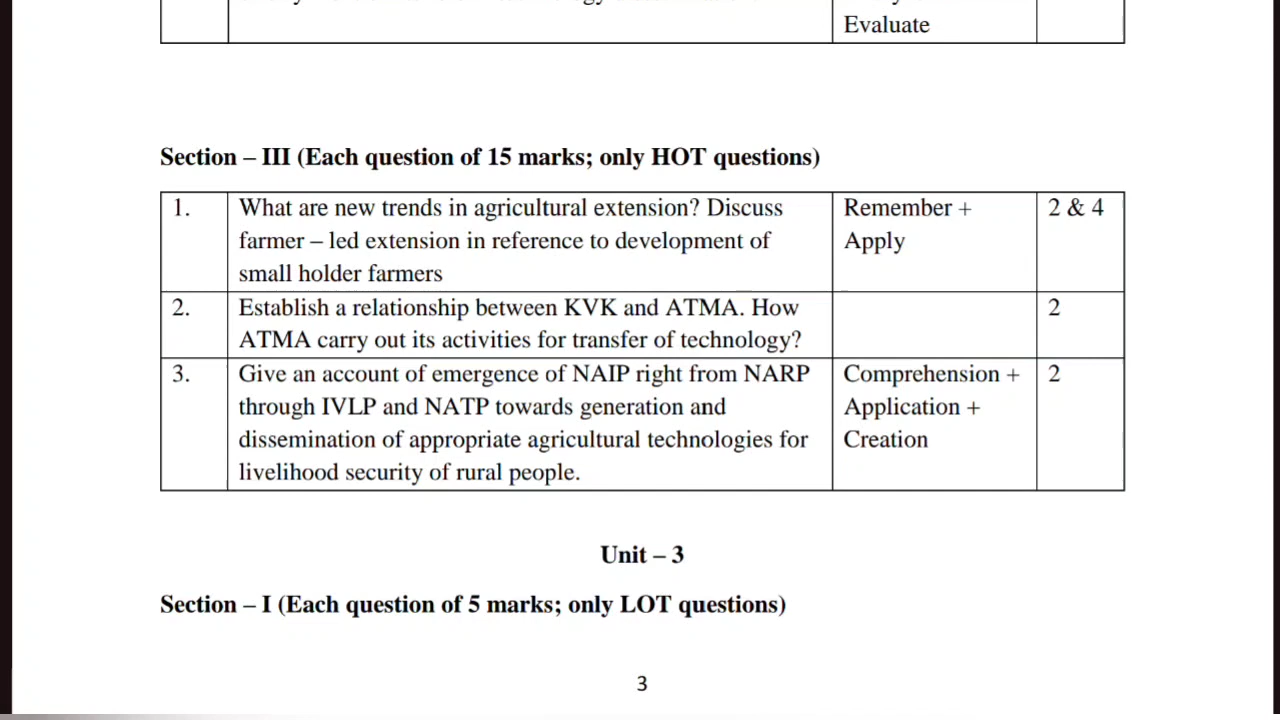 Evaluate
Section – III (Each question of 15 marks; only HOT questions)
1. What are new trends in agricultural extension? Discuss Remember + 2 & 4
farmer – led extension in reference to development of Apply
small holder farmers
2. Establish a relationship between KVK and ATMA. How 2
ATMA carry out its activities for transfer of technology?
3. Give an account of emergence of NAIP right from NARP Comprehension + 2
through IVLP and NATP towards generation and Application +
dissemination of appropriate agricultural technologies for Creation
livelihood security of rural people.
Unit – 3
Section – I (Each question of 5 marks; only LOT questions)
3